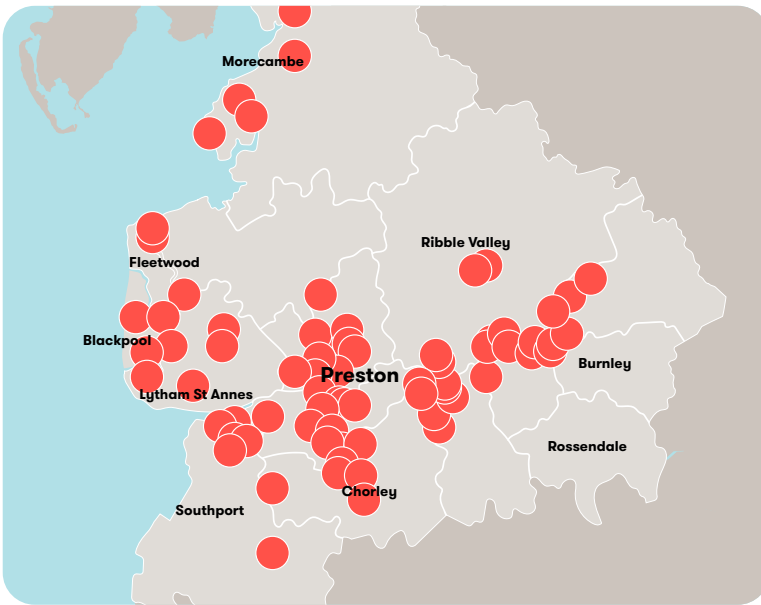 Morecambe
Ribble Valley
Fleetwood
Blackpool
Burnley
Preston
Lytham St Annes
Rossendale
Chorley
Southport